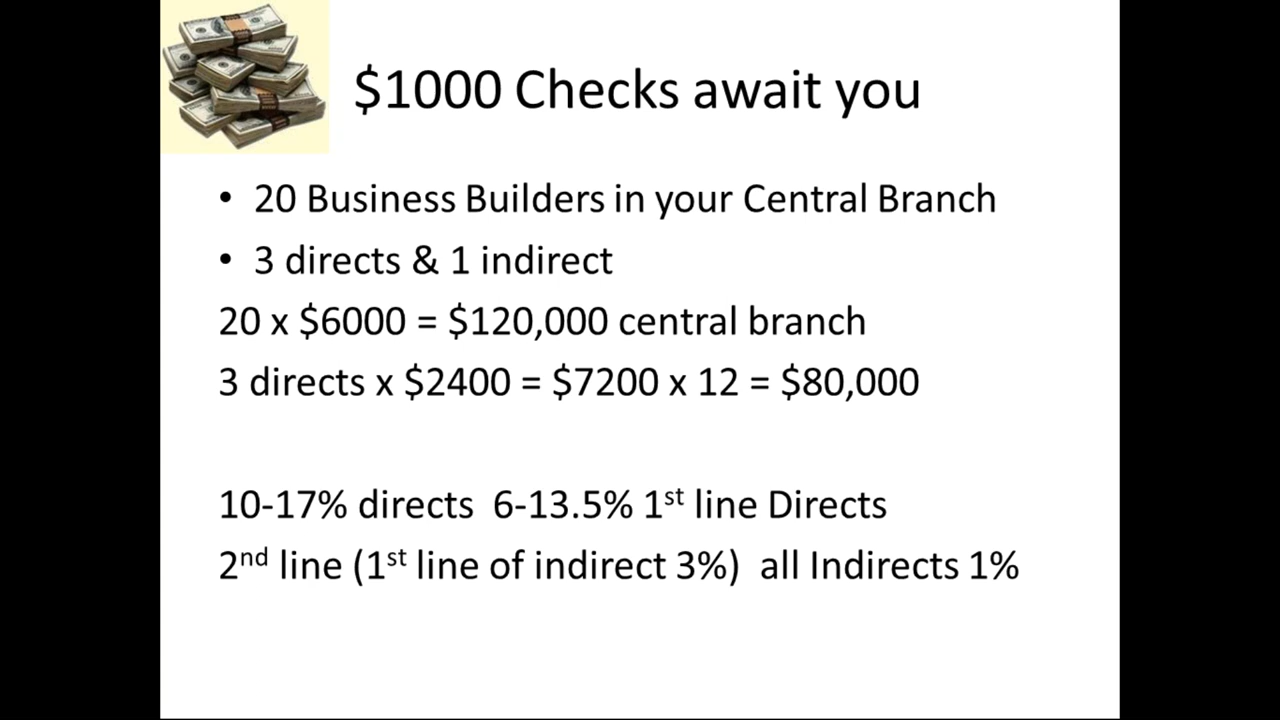 $1000 Checks await you
• 20 Business Builders in your Central Branch
• 3 directs & 1 indirect
20 x $6000 = $120,000 central branch
3 directs x $2400 = $7200 x 12 = $80,000
10-17% directs  6-13.5% 1st line Directs
2nd line (1st line of indirect 3%)  all Indirects 1%